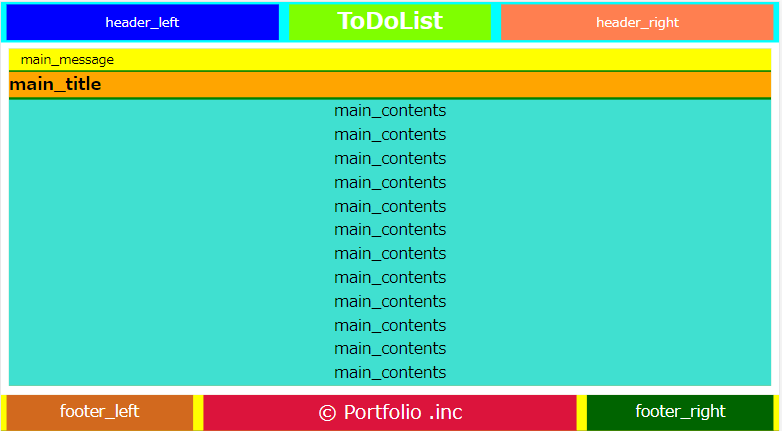 header_left
ToDoList
header_right
main_message
main_title
main_contents
main_contents
main_contents
main_contents
main_contents
main_contents
main_contents
main_contents
main_contents
main_contents
main_contents
main_contents
footer_left
© Portfolio .inc
footer_right